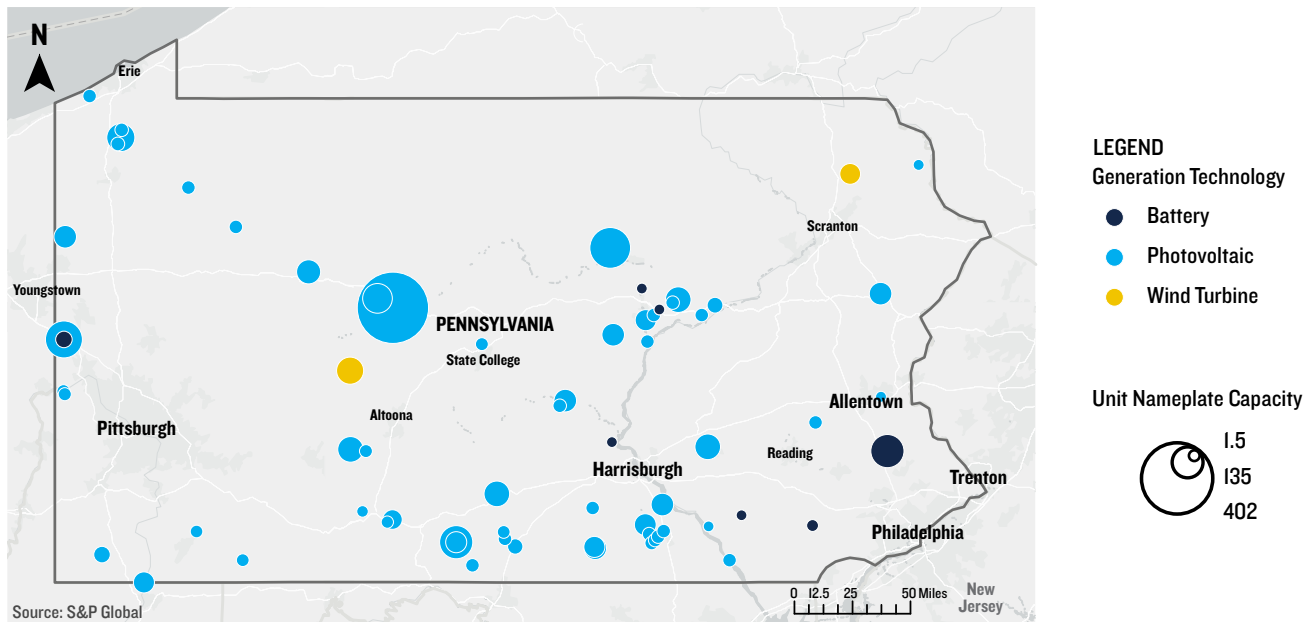 N
Erie
Scranton
Youngstown
PENNSYLVANIA
State College
Altoona
Allentown
Pittsburgh
Reading
Harrisburgh
Trenton
Philadelphia
New
Jersey
0 12.5 25 50 Miles
Source: S&P Global
LEGEND
Generation Technology
Battery
Photovoltaic
Wind Turbine
Unit Nameplate Capacity
1.5
135
402